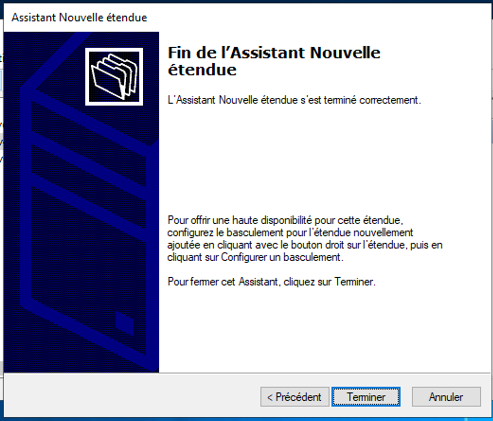 Assistant Nouvelle étendue
Fin de l'Assistant Nouvelle
étendue
L'Assistant Nouvelle étendue s'est terminé correctement.
Pour offrir une haute disponibilité pour cette étendue,
configurez le basculement pour l'étendue nouvellement
ajoutée en cliquant avec le bouton droit sur l'étendue, puis en
cliquant sur Configurer un basculement.
Pour fermer cet Assistant, cliquez sur Terminer.
< Précédent
Terminer
Annuler